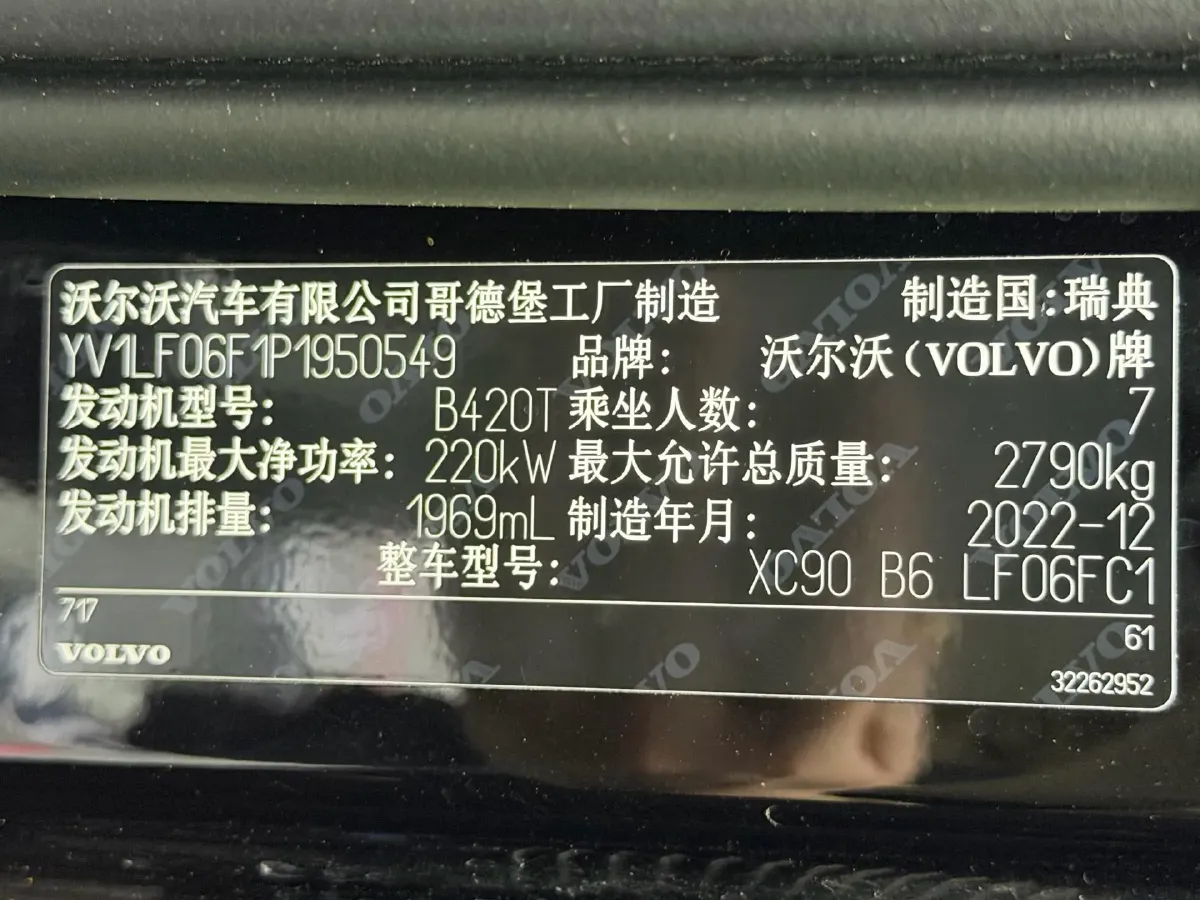 沃尔沃汽车有限公司哥德堡工厂制造 制造国:瑞典
YV1LF06F1P1950549 品牌: 沃尔沃(VOLVO)牌
发动机型号: B420T 乘坐人数: 7
发动机最大净功率: 220kW 最大允许总质量: 2790kg
发动机排量: 1969mL 制造年月: 2022-12
整车型号: XC90 B6 LF06FC1
717
61
VOLVO
32262952